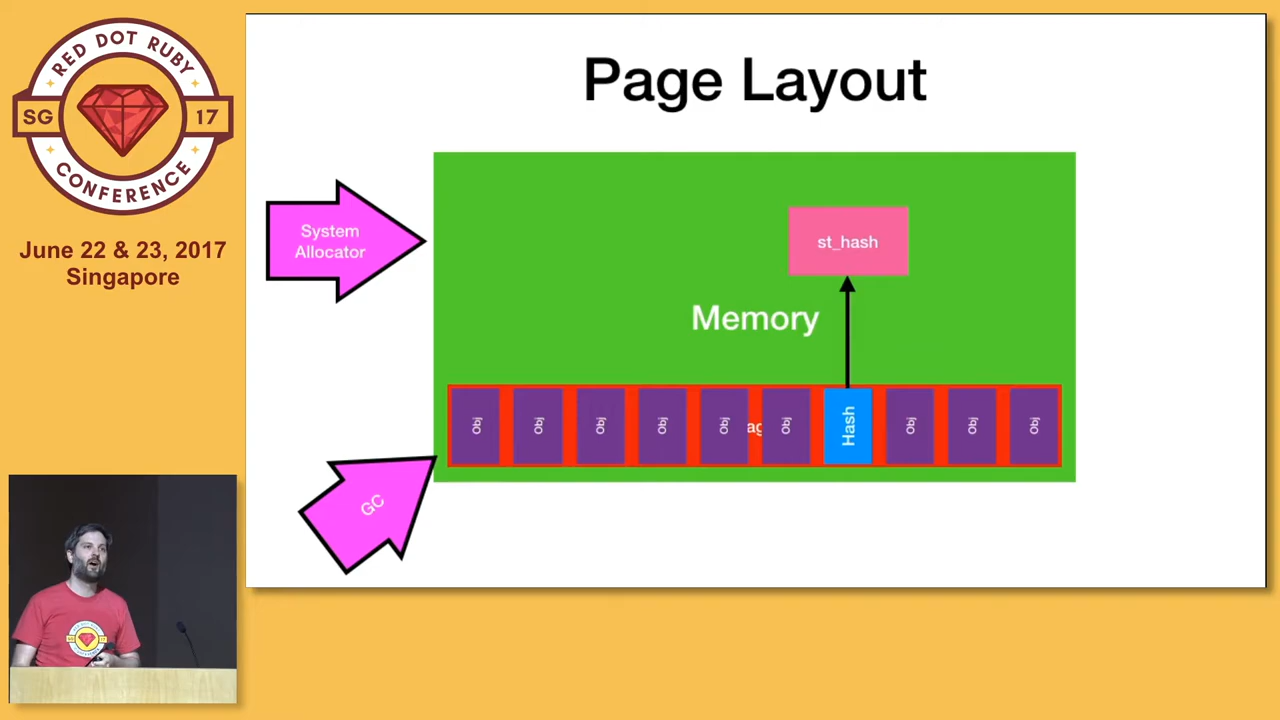 RED DOT RUBY
SG 17
CONFERENCE
June 22 & 23, 2017
Singapore
Page Layout
System
Allocator
st_hash
Memory
Obj
Obj
Obj
Obj
Obj
ag
Obj
Hash
Obj
Obj
Obj
GC